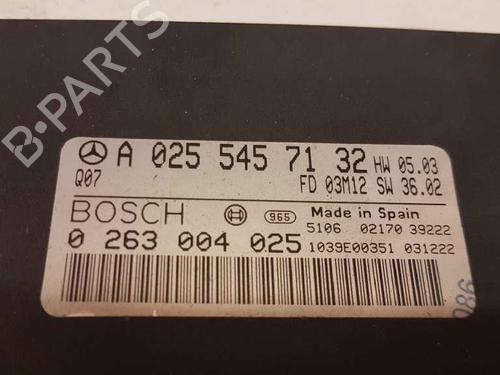 B-PARTS
A 025 545 71 32 HW 05.03
Q07 FD 03M12 SW 36.02
BOSCH 965 Made in Spain
5106 02170 39222
0 263 004 025 1039E00351 031222
086